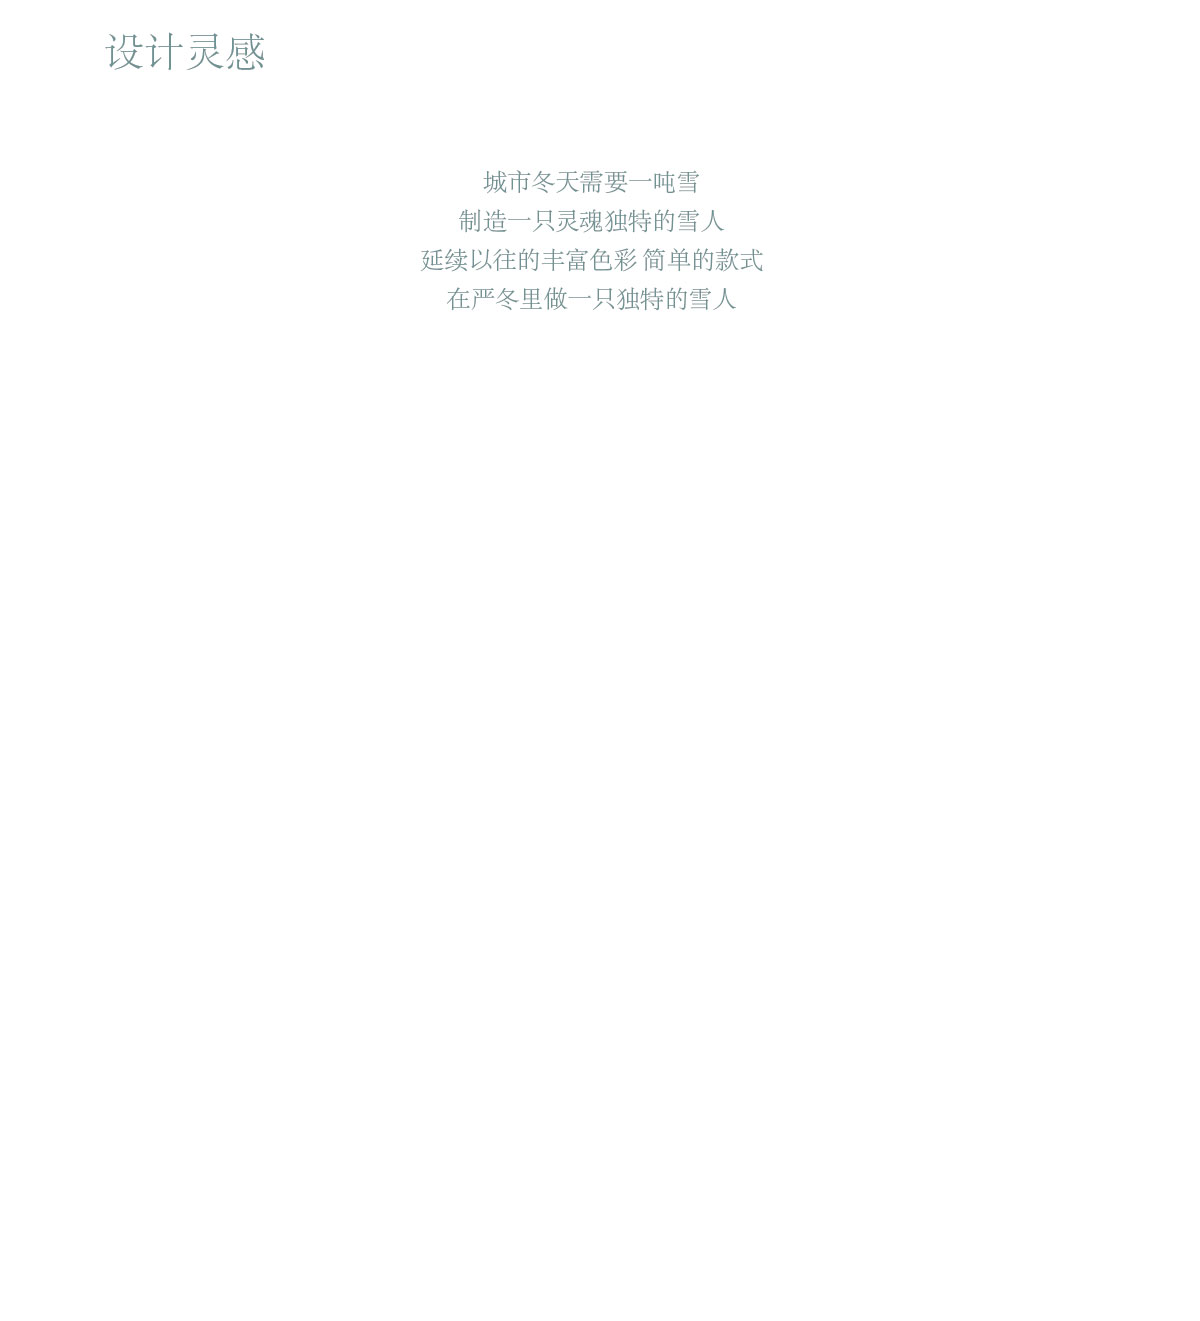 设计灵感
城市冬天需要一吨雪
制造一只灵魂独特的雪人
延续以往的丰富色彩 简单的款式
在严冬里做一只独特的雪人